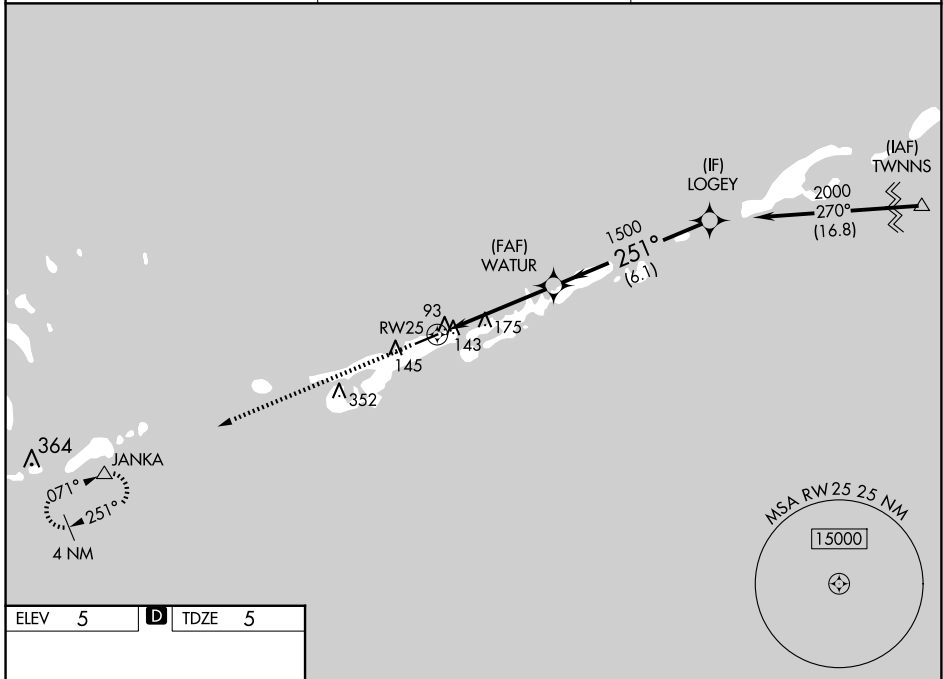 (IAF)
TWNNS
(IF)
LOGEY
2000
270°
(16.8)
1500
251°
(6.1)
(FAF)
WATUR
93
RW25
175
143
145
352
364
JANKA
071°
251°
4 NM
MSA RW25 25 NM
15000
ELEV 5 D TDZE 5